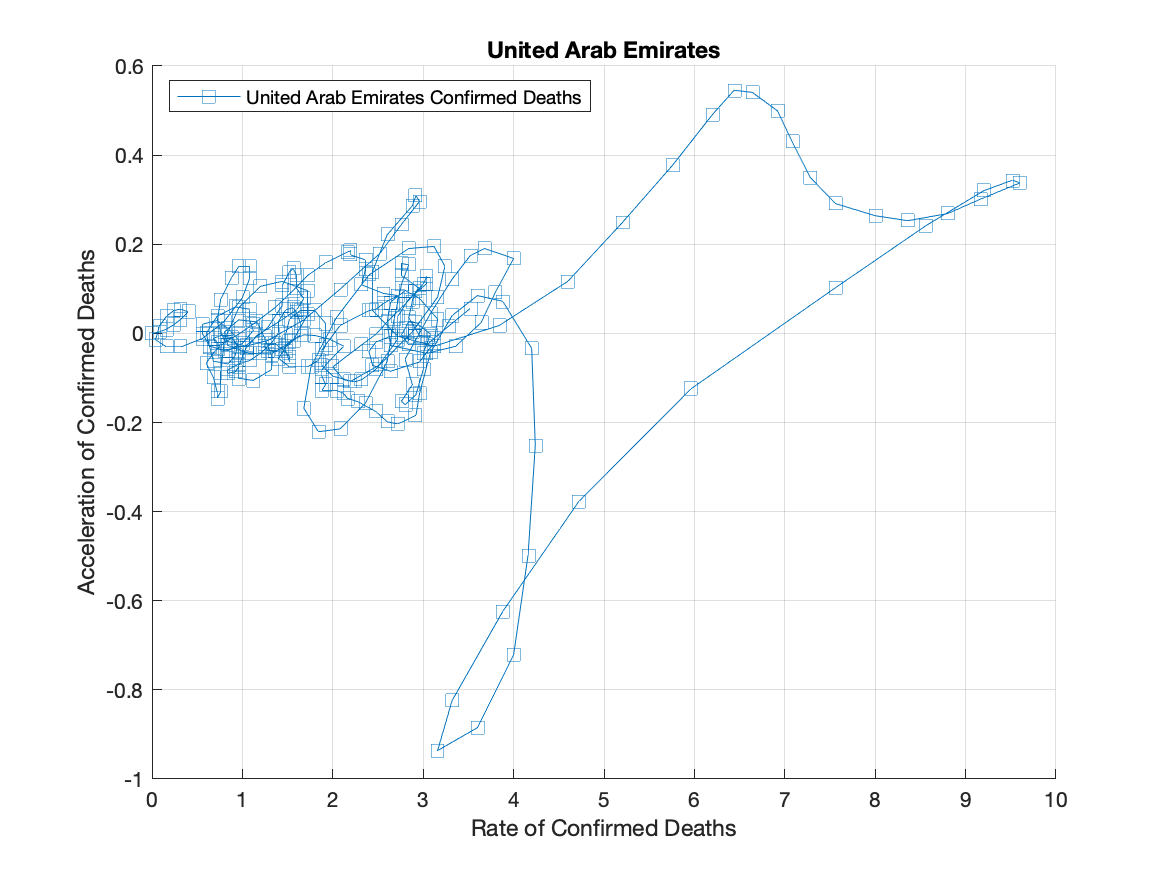 United Arab Emirates
United Arab Emirates Confirmed Deaths
0.6
0.4
0.2
0
-0.2
-0.4
-0.6
-0.8
-1
Acceleration of Confirmed Deaths
0 1 2 3 4 5 6 7 8 9 10
Rate of Confirmed Deaths